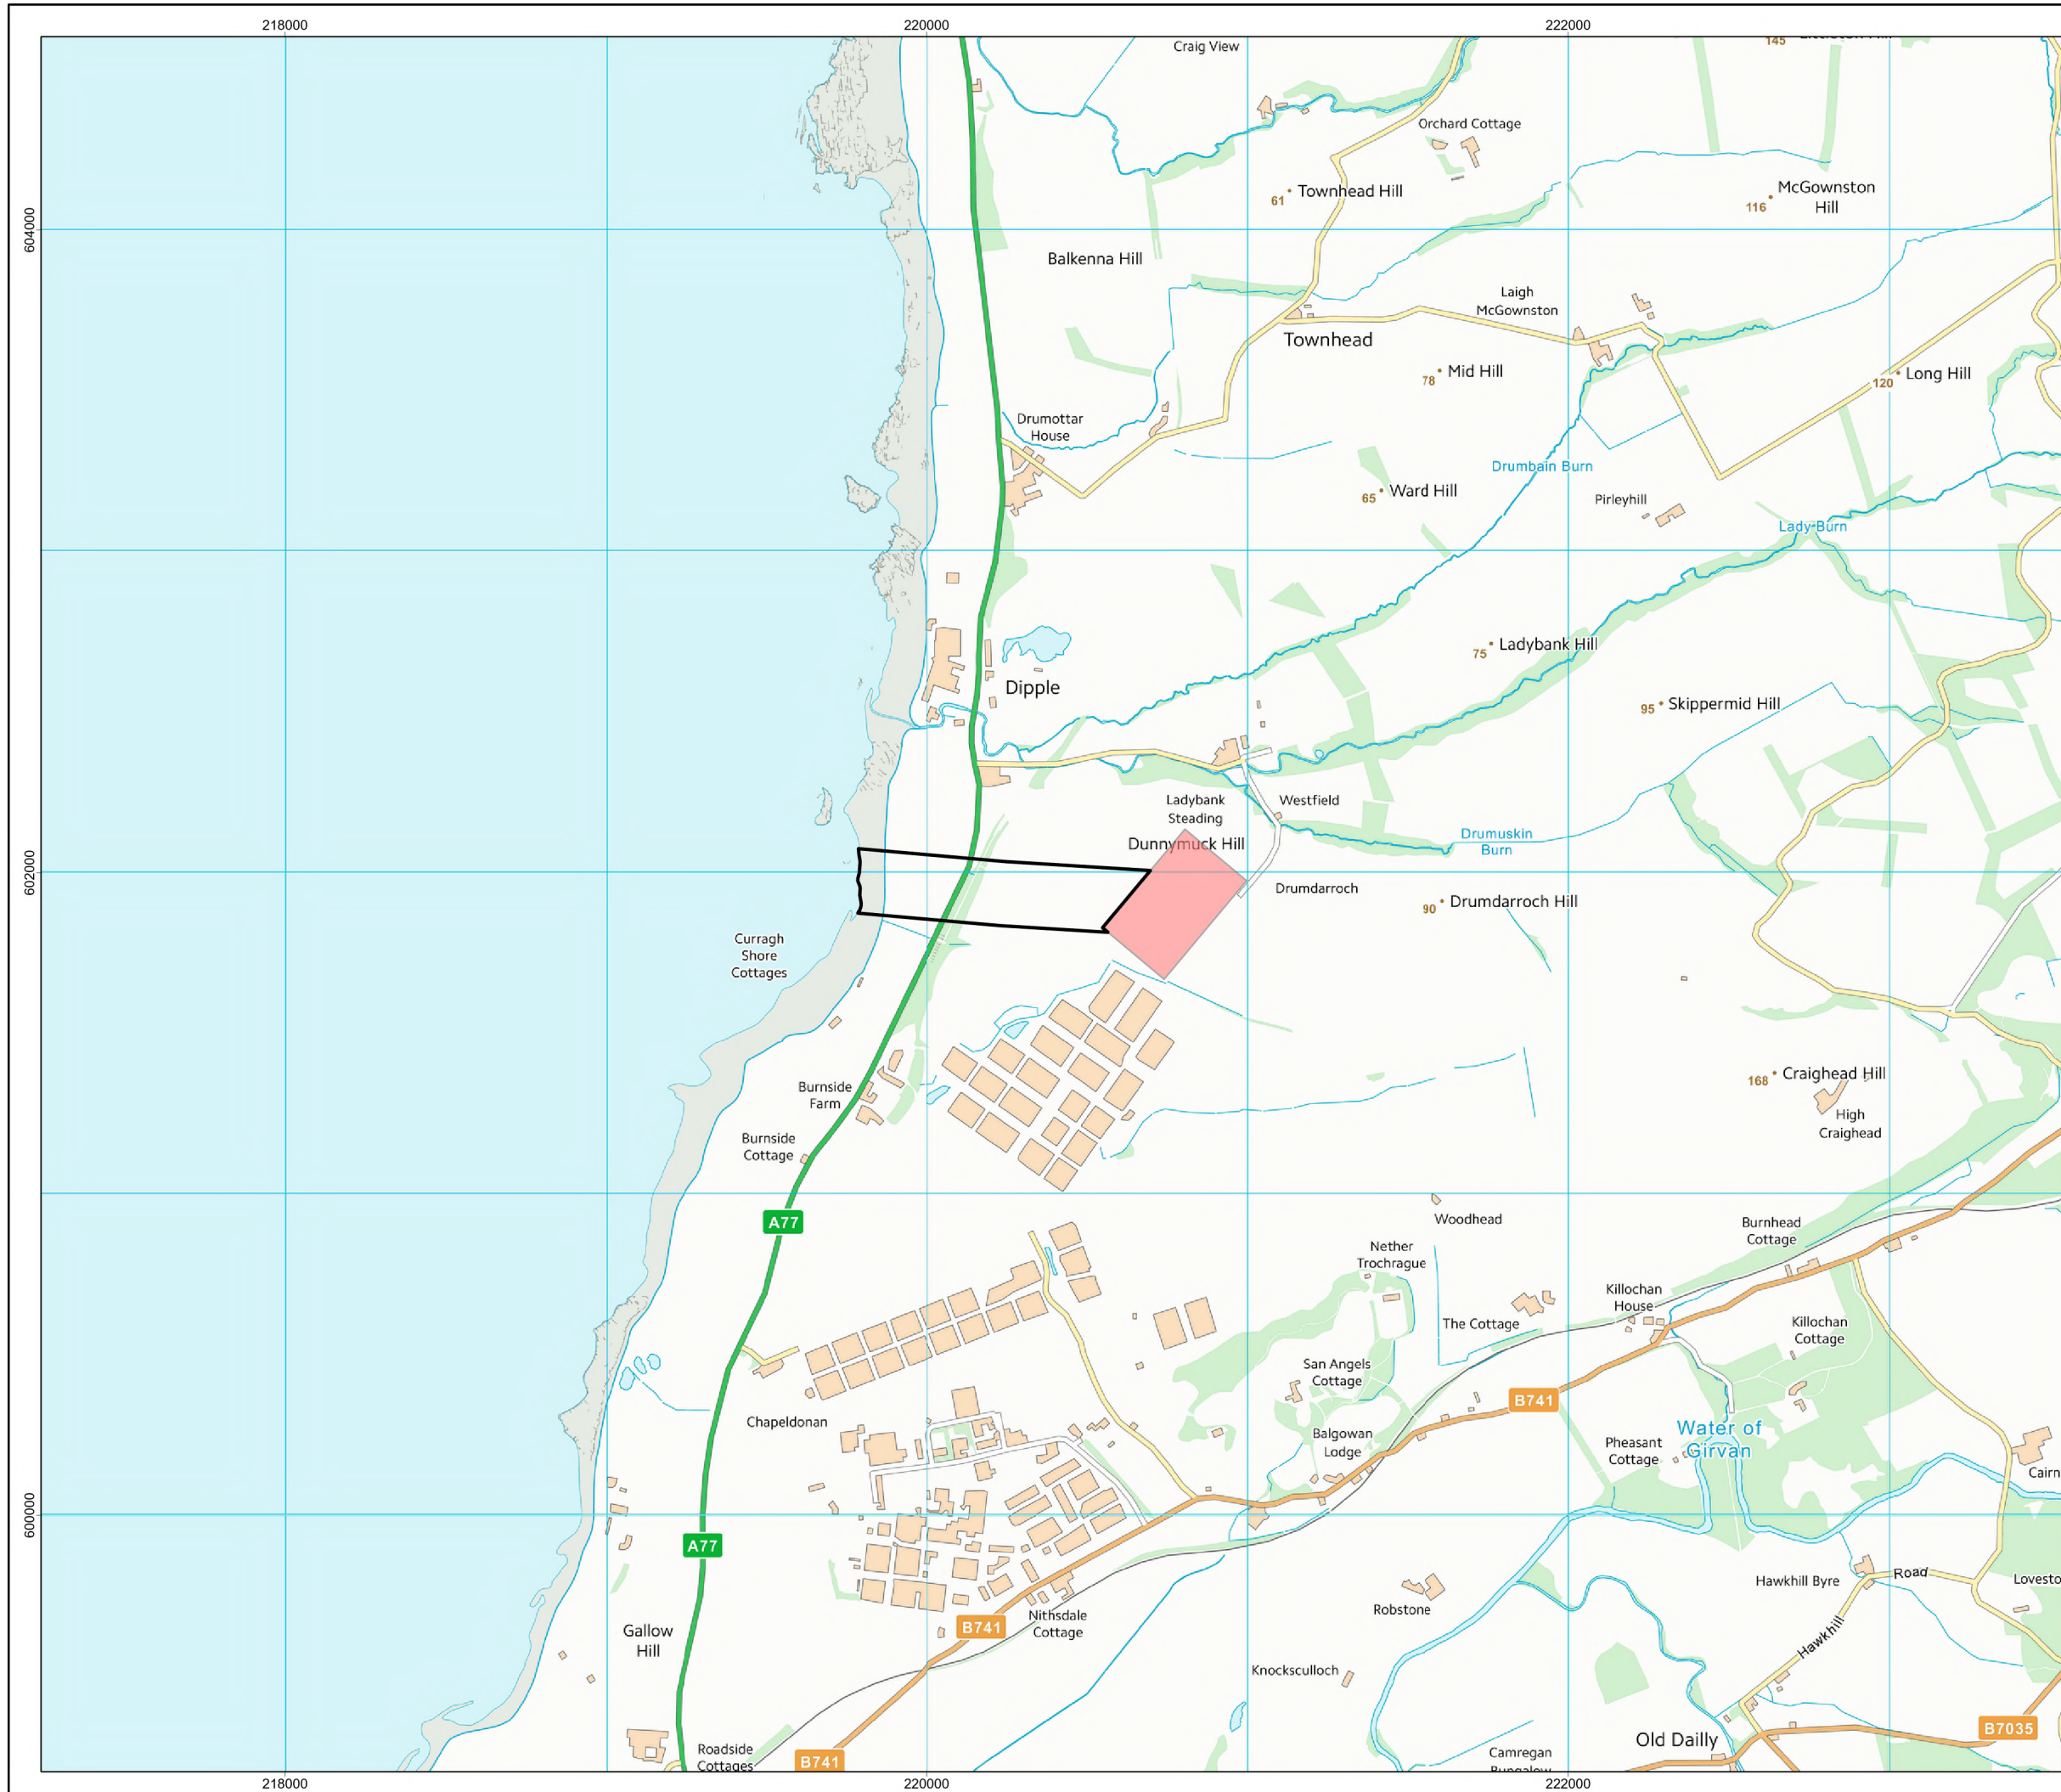 218000
220000
222000
Craig View
145
Orchard Cottage
61
Townhead Hill
McGownston
Hill
116
604000
Balkenna Hill
Laigh
McGownston
Townhead
78
Mid Hill
120
Long Hill
Drumottar
House
Drumbain Burn
65
Ward Hill
Pirleyhill
Lady Burn
75
Ladybank Hill
Dipple
95
Skippermid Hill
Ladybank
Steading
Westfield
Dunnymuck Hill
Drumuskin
Burn
602000
Drumdarroch
90
Drumdarroch Hill
Curragh
Shore
Cottages
168
Craighead Hill
Burnside
Farm
High
Craighead
Burnside
Cottage
A77
Woodhead
Burnhead
Cottage
Nether
Trochrague
Killochan
House
The Cottage
Killochan
Cottage
San Angels
Cottage
B741
Chapeldonan
Balgowan
Lodge
Water of
Girvan
Pheasant
Cottage
Cairn
600000
A77
Hawkhill Byre
Road
Lovesto
Robstone
Nithsdale
Cottage
B741
Gallow
Hill
Hawkhill
Knocksculloch
B7035
Old Dailly
Roadside
Cottages
B741
Camregan
218000
220000
222000